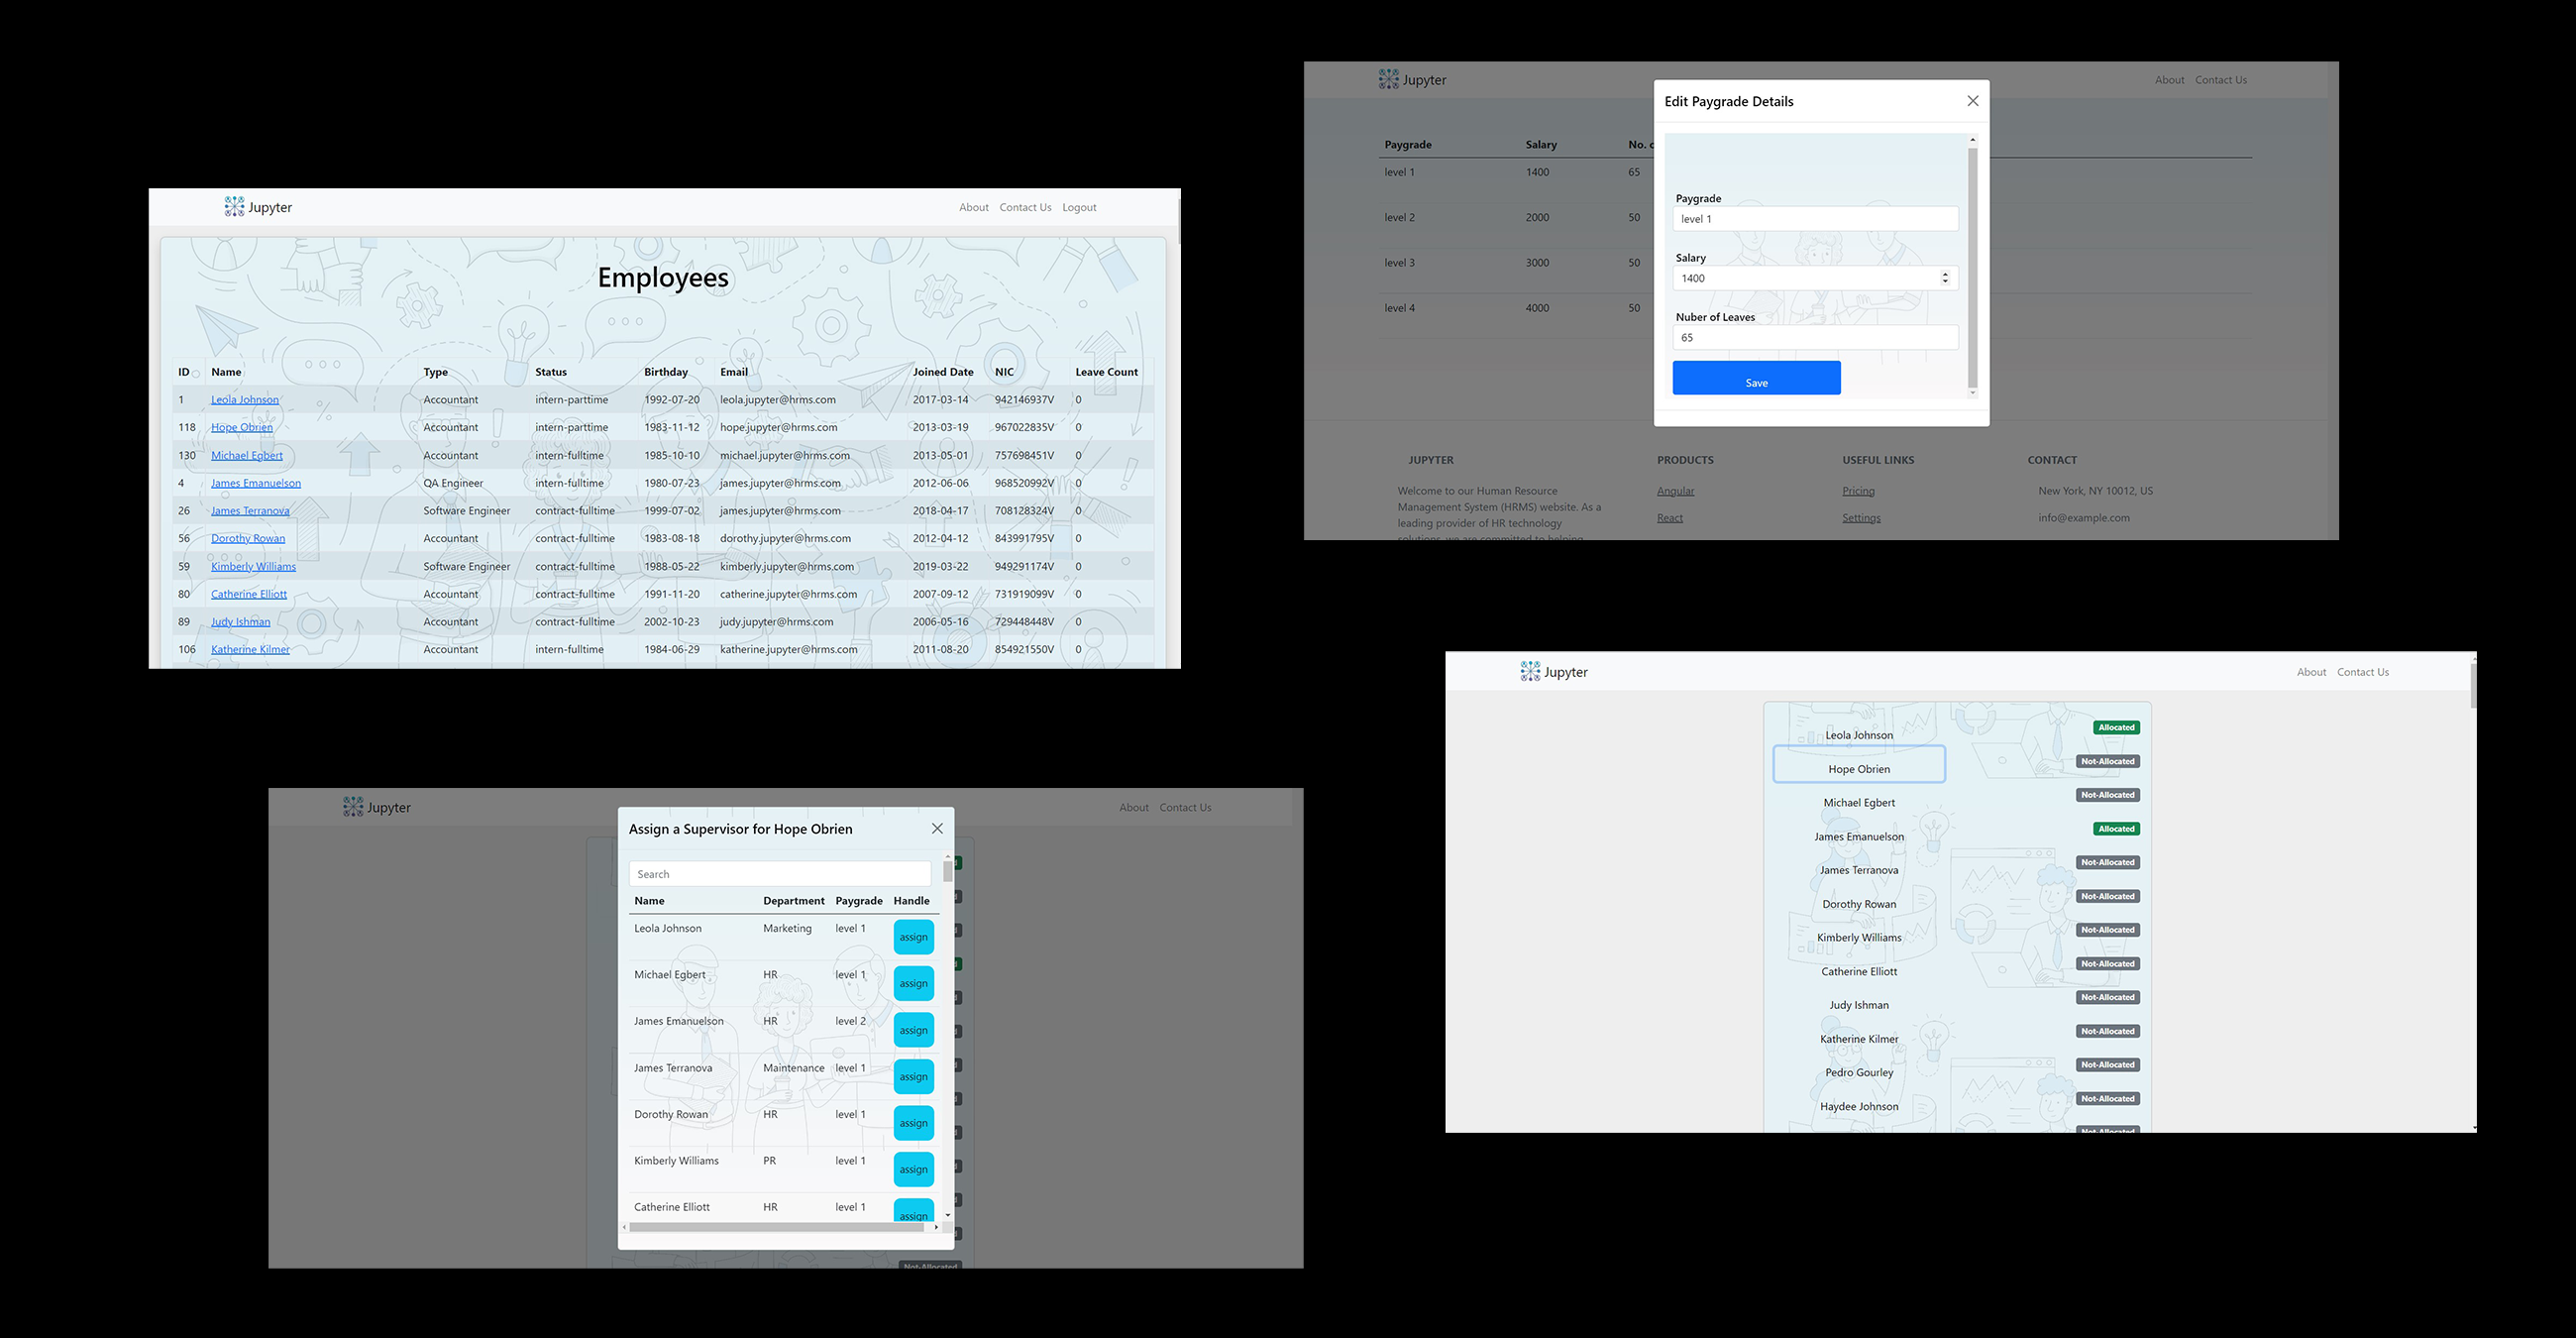 Jupyter About Contact Us Logout
Employees
ID Name Type Status Birthday Email Joined Date NIC Leave Count
1 Leola Johnson Accountant intern-parttime 1992-07-20 leola.jupyter@hrms.com 2017-03-14 942146937V 0
118 Hope Obrien Accountant intern-parttime 1983-11-12 hope.jupyter@hrms.com 2013-03-19 967022835V 0
130 Michael Egbert Accountant intern-fulltime 1985-10-10 michael.jupyter@hrms.com 2013-05-01 757698451V 0
4 James Emanuelson QA Engineer intern-fulltime 1980-07-23 james.jupyter@hrms.com 2012-06-06 968520992V 0
26 James Terranova Software Engineer contract-fulltime 1999-07-02 james.jupyter@hrms.com 2018-04-17 708128324V 0
56 Dorothy Rowan Accountant contract-fulltime 1983-08-18 dorothy.jupyter@hrms.com 2012-04-12 843991795V 0
59 Kimberly Williams Software Engineer contract-fulltime 1988-05-22 kimberly.jupyter@hrms.com 2019-03-22 949291174V 0
80 Catherine Elliott Accountant contract-fulltime 1991-11-20 catherine.jupyter@hrms.com 2007-09-12 731919099V 0
89 Judy Ishman Accountant contract-fulltime 2002-10-23 judy.jupyter@hrms.com 2006-05-16 729448448V 0
106 Katherine Kilmer Accountant intern-fulltime 1984-06-29 katherine.jupyter@hrms.com 2011-08-20 854921550V 0
Jupyter About Contact Us
Paygrade Salary No.
level 1 1400 65
level 2 2000 50
level 3 3000 50
level 4 4000 50
Edit Paygrade Details
Paygrade
level 1
Salary
1400
Nuber of Leaves
65
Save
JUPYTER PRODUCTS USEFUL LINKS CONTACT
Welcome to our Human Resource Angular Pricing New York, NY 10012, US
Management System (HRMS) website. As a
leading provider of HR technology React Settings info@example.com
solutions, we are committed to helping
Jupyter About Contact Us
Assign a Supervisor for Hope Obrien
Search
Name Department Paygrade Handle
Leola Johnson Marketing level 1 assign
Michael Egbert HR level 1 assign
James Emanuelson HR level 2 assign
James Terranova Maintenance level 1 assign
Dorothy Rowan HR level 1 assign
Kimberly Williams PR level 1 assign
Catherine Elliott HR level 1 assign
Not-Allocated
Jupyter About Contact Us
Leola Johnson Allocated
Hope Obrien Not-Allocated
Michael Egbert Not-Allocated
James Emanuelson Allocated
James Terranova Not-Allocated
Dorothy Rowan Not-Allocated
Kimberly Williams Not-Allocated
Catherine Elliott Not-Allocated
Judy Ishman Not-Allocated
Katherine Kilmer Not-Allocated
Pedro Gourley Not-Allocated
Haydee Johnson Not-Allocated
Not-Allocated